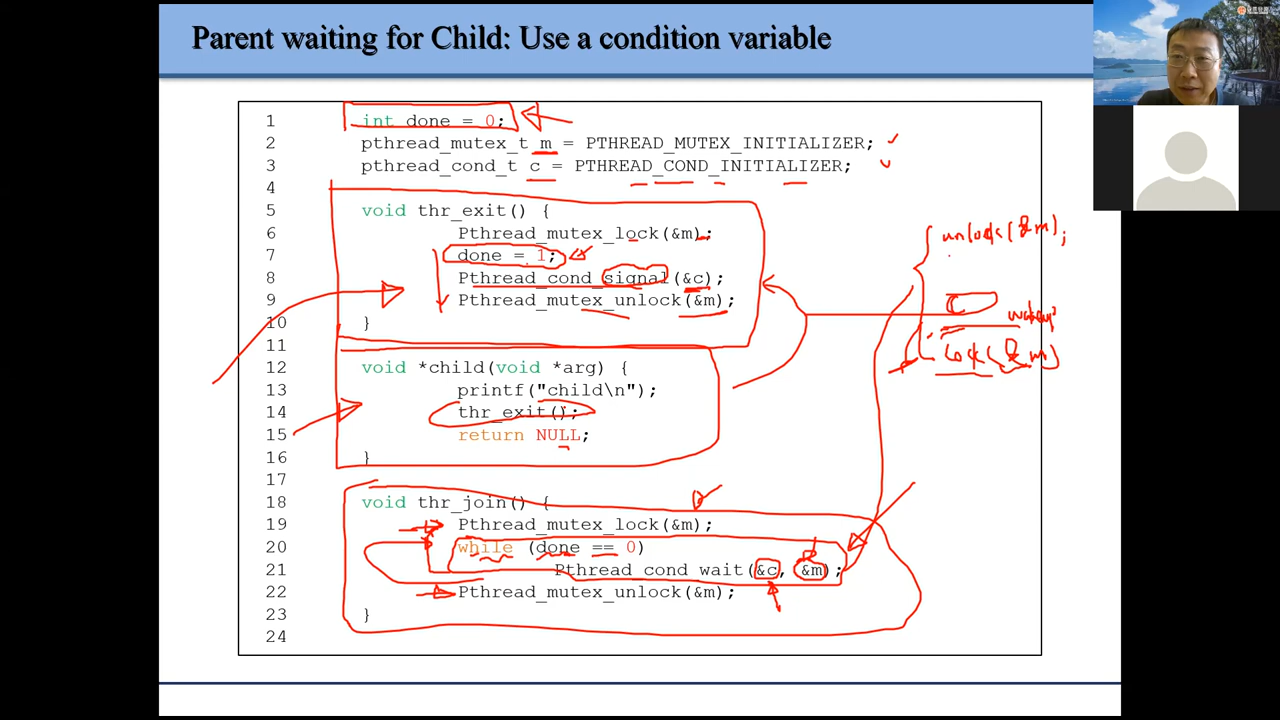 Parent waiting for Child: Use a condition variable
1 int done = 0;
2 pthread_mutex_t m = PTHREAD_MUTEX_INITIALIZER;
3 pthread_cond_t c = PTHREAD_COND_INITIALIZER;
4
5 void thr_exit() {
6 Pthread_mutex_lock(&m);
7 done = 1;
8 Pthread_cond_signal(&c);
9 Pthread_mutex_unlock(&m);
10 }
11
12 void *child(void *arg) {
13 printf("child\n");
14 thr_exit();
15 return NULL;
16 }
17
18 void thr_join() {
19 Pthread_mutex_lock(&m);
20 while (done == 0)
21 Pthread_cond_wait(&c, &m);
22 Pthread_mutex_unlock(&m);
23 }
24
unlock(&m);
C
lock(&m)